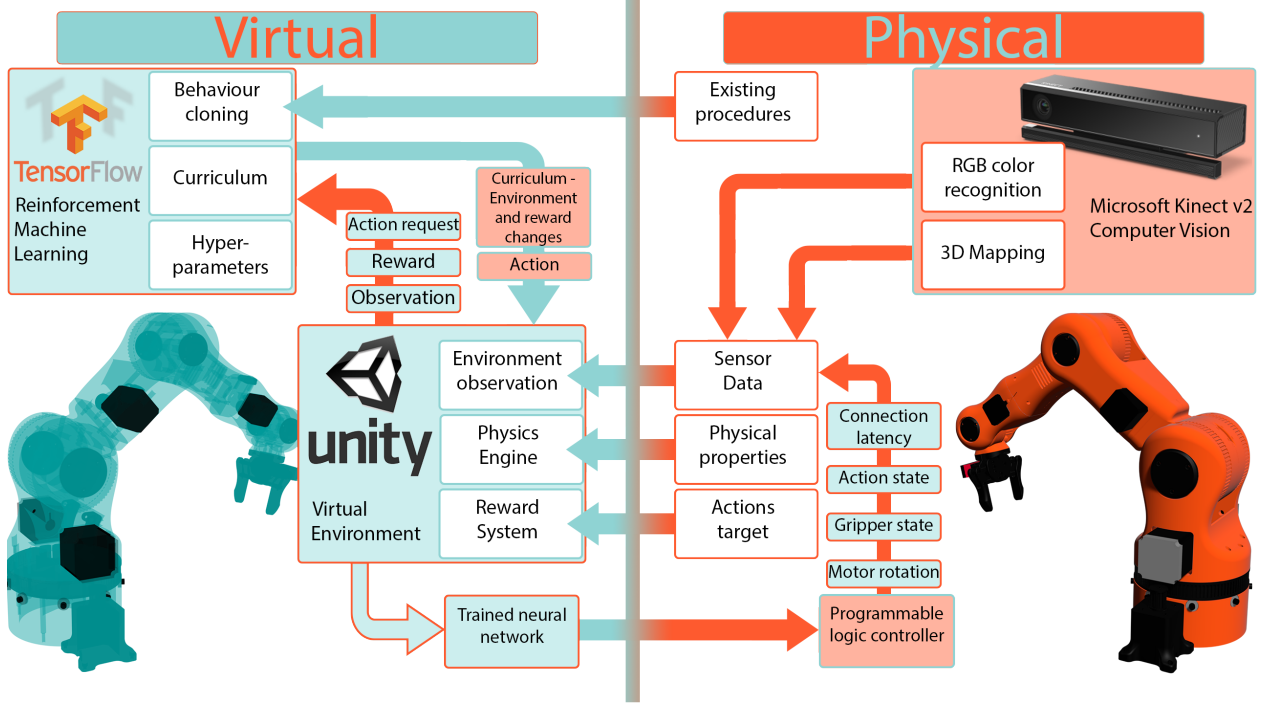 Virtual
Physical
TensorFlow
Reinforcement
Machine
Learning
Behaviour
cloning
Curriculum
Hyper-
parameters
Existing
procedures
Action request
Reward
Observation
Curriculum -
Environment
and reward
changes
Action
RGB color
recognition
3D Mapping
Microsoft Kinect v2
Computer Vision
unity
Virtual
Environment
Environment
observation
Physics
Engine
Reward
System
Sensor
Data
Physical
properties
Actions
target
Connection
latency
Action state
Gripper state
Motor rotation
Trained neural
network
Programmable
logic controller